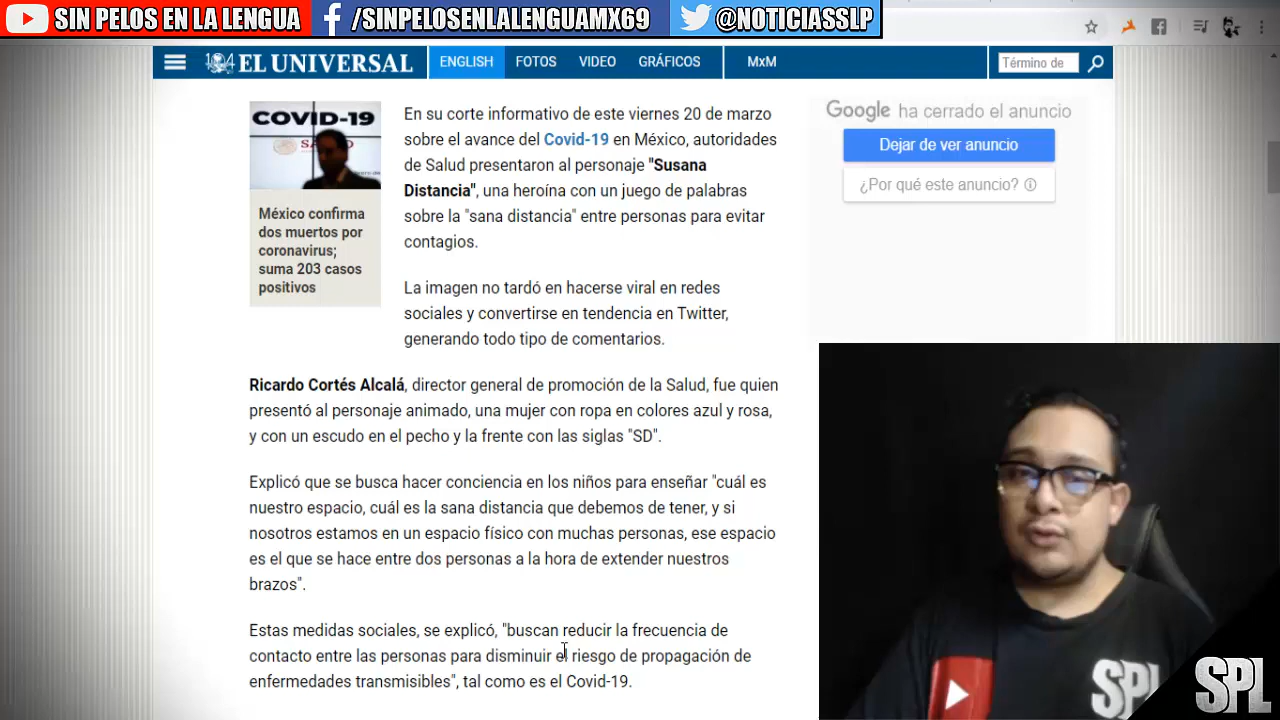 SIN PELOS EN LA LENGUA
/SINPELOSENLALENGUAMX69
@NOTICIASSLP
EL UNIVERSAL
ENGLISH
FOTOS
VIDEO
GRÁFICOS
MxM
Término de
COVID-19
México confirma
dos muertos por
coronavirus;
suma 203 casos
positivos
En su corte informativo de este viernes 20 de marzo
sobre el avance del Covid-19 en México, autoridades
de Salud presentaron al personaje "Susana
Distancia", una heroína con un juego de palabras
sobre la "sana distancia" entre personas para evitar
contagios.
La imagen no tardó en hacerse viral en redes
sociales y convertirse en tendencia en Twitter,
generando todo tipo de comentarios.
Ricardo Cortés Alcalá, director general de promoción de la Salud, fue quien
presentó al personaje animado, una mujer con ropa en colores azul y rosa,
y con un escudo en el pecho y la frente con las siglas "SD".
Explicó que se busca hacer conciencia en los niños para enseñar "cuál es
nuestro espacio, cuál es la sana distancia que debemos de tener, y si
nosotros estamos en un espacio físico con muchas personas, ese espacio
es el que se hace entre dos personas a la hora de extender nuestros
brazos".
Estas medidas sociales, se explicó, "buscan reducir la frecuencia de
contacto entre las personas para disminuir el riesgo de propagación de
enfermedades transmisibles", tal como es el Covid-19.
Google ha cerrado el anuncio
Dejar de ver anuncio
¿Por qué este anuncio?
SPL
SPL